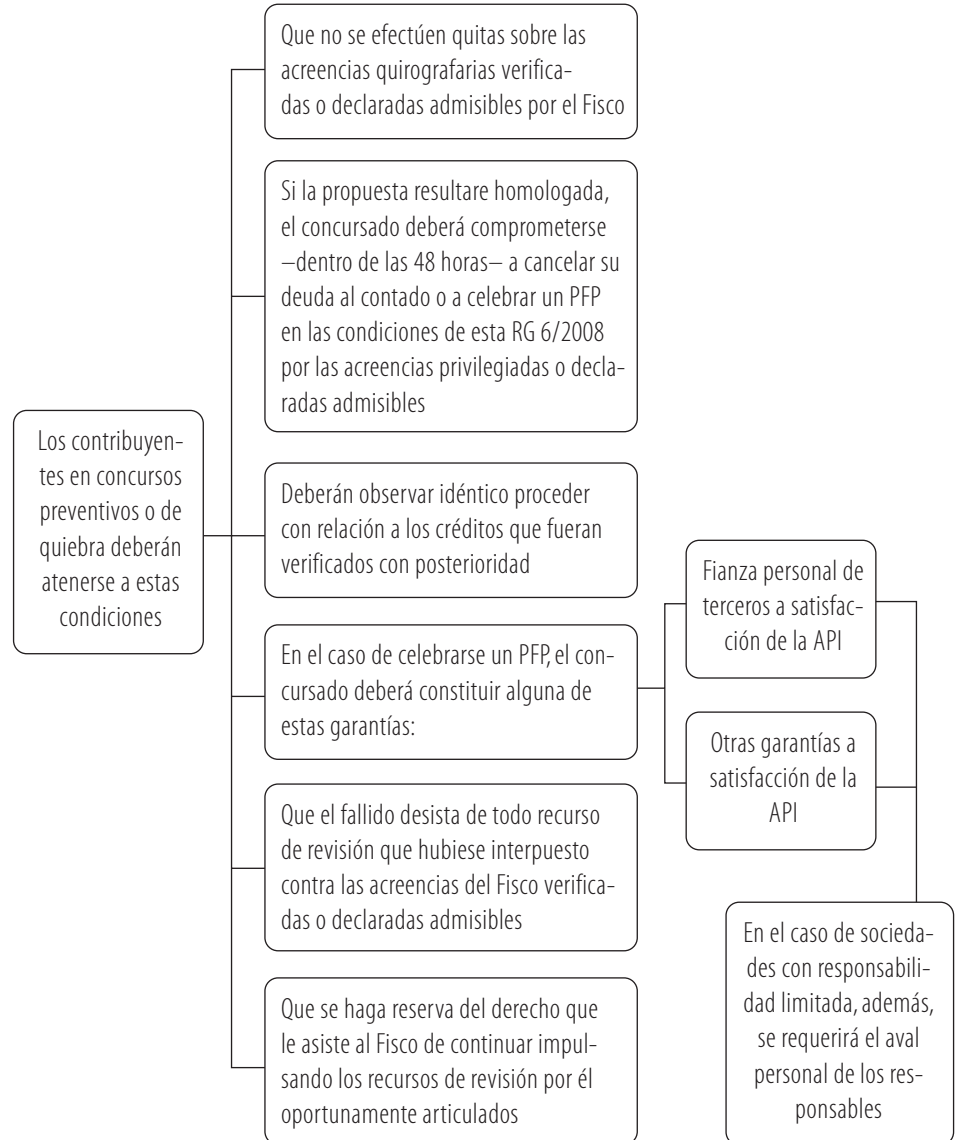 Los contribuyen-
tes en concursos
preventivos o de
quiebra deberán
atenerse a estas
condiciones
Que no se efectúen quitas sobre las
acreencias quirografarias verifica-
das o declaradas admisibles por el Fisco
Si la propuesta resultare homologada,
el concursado deberá comprometerse
–dentro de las 48 horas– a cancelar su
deuda al contado o a celebrar un PFP
en las condiciones de esta RG 6/2008
por las acreencias privilegiadas o decla-
radas admisibles
Deberán observar idéntico proceder
con relación a los créditos que fueran
verificados con posterioridad
En el caso de celebrarse un PFP, el con-
cursado deberá constituir alguna de
estas garantías:
Fianza personal de
terceros a satisfac-
ción de la API
Otras garantías a
satisfacción de la
API
En el caso de socieda-
des con responsabili-
dad limitada, además,
se requerirá el aval
personal de los res-
ponsables
Que el fallido desista de todo recurso
de revisión que hubiese interpuesto
contra las acreencias del Fisco verifica-
das o declaradas admisibles
Que se haga reserva del derecho que
le asiste al Fisco de continuar impul-
sando los recursos de revisión por él
oportunamente articulados